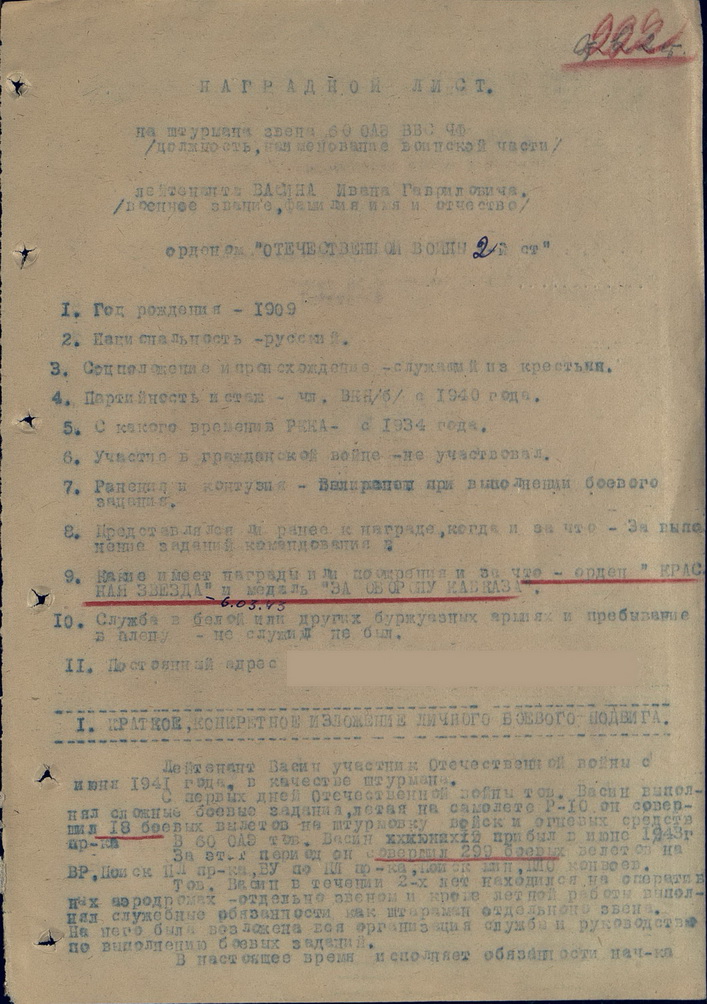 222
НАГРАДНОЙ ЛИСТ.
на штурмана звена 60 ОАЭ ВВС ЧФ
/должность, наименование воинской части/
лейтенанта ВАСИНА Ивана Гавриловича.
/военное звание, фамилия имя и отчество/
орденом "ОТЕЧЕСТВЕННОЙ ВОЙНЫ 2-й ст"
1. Год рождения - 1909
2. Национальность -русский.
3. Соцположение и происхождение -служащий из крестьян.
4. Партийность и стаж - чл. ВКП/б/ с 1940 года.
5. С какого времени в РККА- с 1934 года.
6. Участие в гражданской войне -не участвовал.
7. Ранения и контузия - при выполнении боевого
задания.
8. Представлялся ли ранее к награде, когда и за что - За выпол
нение заданий командования
9. Какие имеет награды или поощрения и за что - орден " КРАС
НАЯ ЗВЕЗДА" и медаль "ЗА ОБОРОНУ КАВКАЗА".
6.03.43
10. Служба в белой или других буржуазных армиях и пребывание
в плену - не служил не был.
11. Постоянный адрес
I. КРАТКОЕ, КОНКРЕТНОЕ ИЗЛОЖЕНИЕ ЛИЧНОГО БОЕВОГО ПОДВИГА.
Лейтенант Васин участник Отечественной войны с
июня 1941 года, в качестве штурмана.
С первых дней Отечественной войны тов. Васин выпол-
нял сложные боевые задания, летая на самолете Р-10 он совер-
шил 18 боевых вылетов на штурмовку войск и огневых средств
пр-ка В 60 ОАЭ тов. Васин прибыл в июне 1943г
За этот период он совершил 299 боевых вылетов на
ВР, Поиск ПЛ пр-ка, БУ по ПЛ пр-ка, поиск мин, ПЛО конвоев.
Тов. Васин в течении 2-х лет находился на оператив
ных аэродромах -отдельно звеном и кроме летной работы выпол-
нял служебные обязанности как штурман отдельного звена.
На него была возложена вся организация службы и руководство
по выполнению боевых заданий.
В настоящее время исполняет обязанности нач-ка